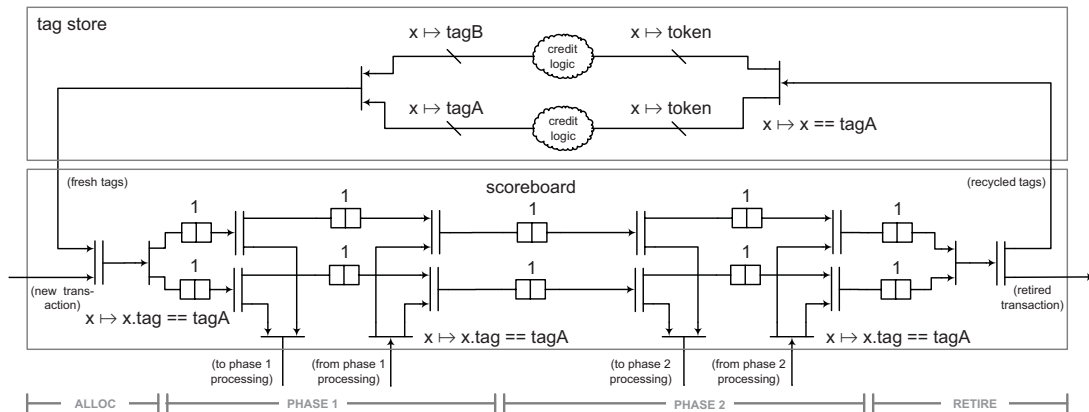 tag store
x ↦ tagB
credit
logic
x ↦ token
x ↦ tagA
credit
logic
x ↦ token
x ↦ x == tagA
(fresh tags)
scoreboard
(recycled tags)
1
1
1
1
1
1
1
1
1
1
(new trans-
action)
(retired
transaction)
x ↦ x.tag == tagA
x ↦ x.tag == tagA
x ↦ x.tag == tagA
(to phase 1
processing)
(from phase 1
processing)
(to phase 2
processing)
(from phase 2
processing)
ALLOC
PHASE 1
PHASE 2
RETIRE